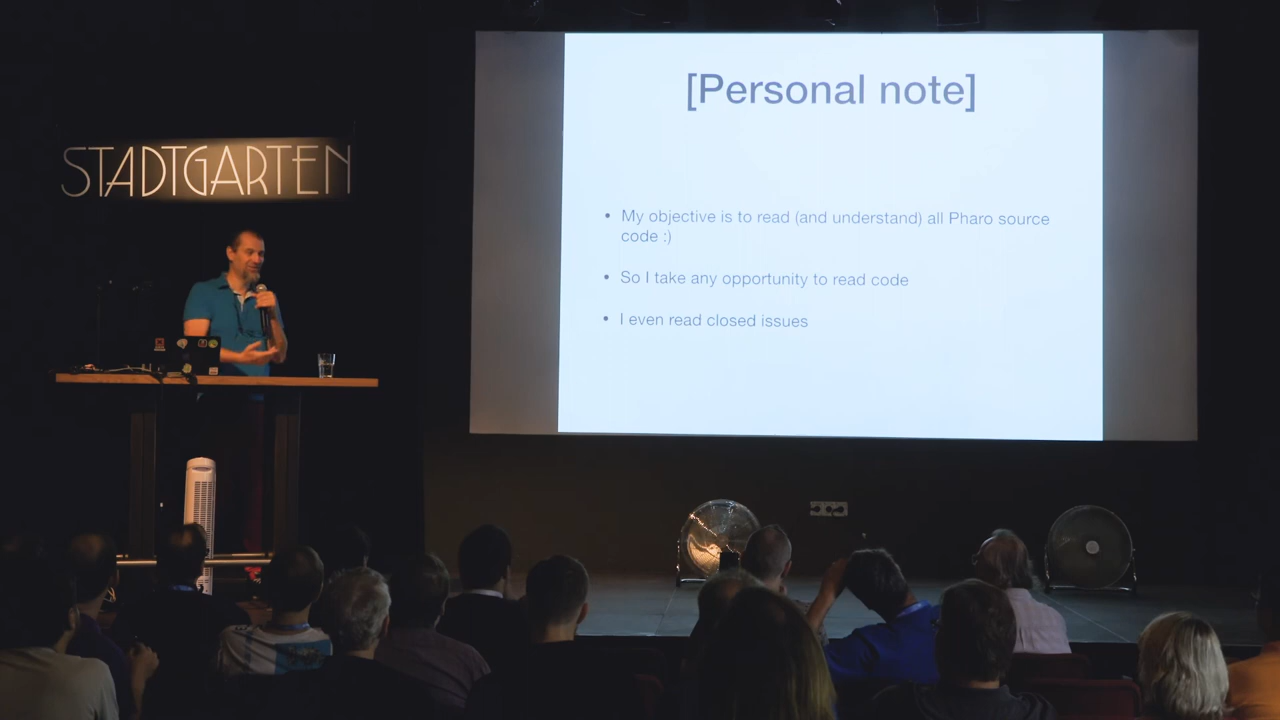 STADTGARTEN
[Personal note]
• My objective is to read (and understand) all Pharo source
code :)
• So I take any opportunity to read code
• I even read closed issues